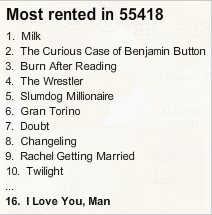 Most rented in 55418
1. Milk
2. The Curious Case of Benjamin Button
3. Burn After Reading
4. The Wrestler
5. Slumdog Millionaire
6. Gran Torino
7. Doubt
8. Changeling
9. Rachel Getting Married
10. Twilight
...
16. I Love You, Man